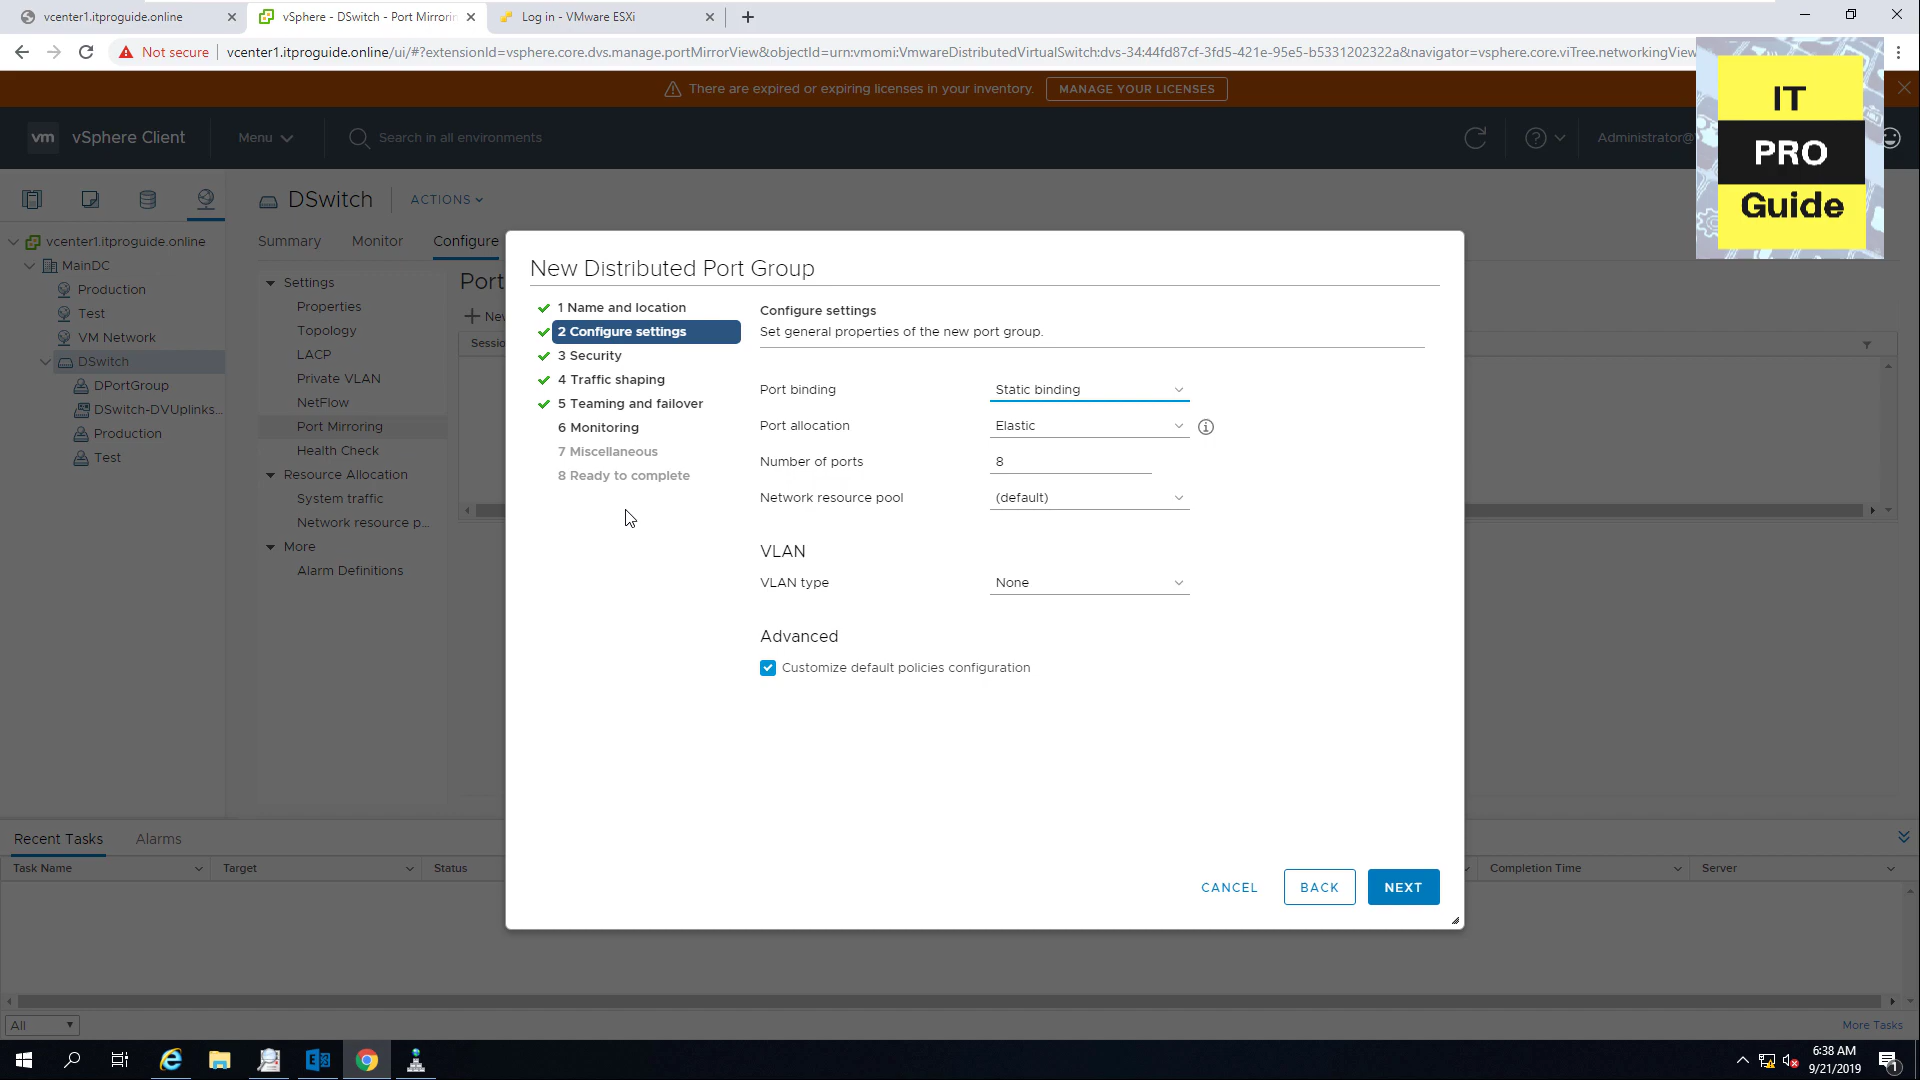 vcenter1.itproguide.online
vSphere - DSwitch - Port Mirrorin
Log in - VMware ESXi
Not secure
vcenter1.itproguide.online/ui/#?extensionId=vsphere.core.dvs.manage.portMirrorView&objectId=urn:vmomi:VmwareDistributedVirtualSwitch:dvs-34:44fd87cf-3fd5-421e-95e5-b5331202322a&navigator=vsphere.core.viTree.networkingView
There are expired or expiring licenses in your inventory.
MANAGE YOUR LICENSES
IT
PRO
Guide
vm
vSphere Client
Menu
Search in all environments
Administrator@
DSwitch
ACTIONS
Summary
Monitor
Configure
vcenter1.itproguide.online
MainDC
Production
Test
VM Network
DSwitch
DPortGroup
DSwitch-DVUplinks...
Production
Test
Settings
Properties
Topology
LACP
Private VLAN
NetFlow
Port Mirroring
Health Check
Resource Allocation
System traffic
Network resource p...
More
Alarm Definitions
Port
New
Sessio
New Distributed Port Group
1 Name and location
2 Configure settings
3 Security
4 Traffic shaping
5 Teaming and failover
6 Monitoring
7 Miscellaneous
8 Ready to complete
Configure settings
Set general properties of the new port group.
Port binding
Static binding
Port allocation
Elastic
Number of ports
8
Network resource pool
(default)
VLAN
VLAN type
None
Advanced
Customize default policies configuration
CANCEL
BACK
NEXT
Recent Tasks
Alarms
Task Name
Target
Status
Completion Time
Server
All
More Tasks
6:38 AM
9/21/2019
1